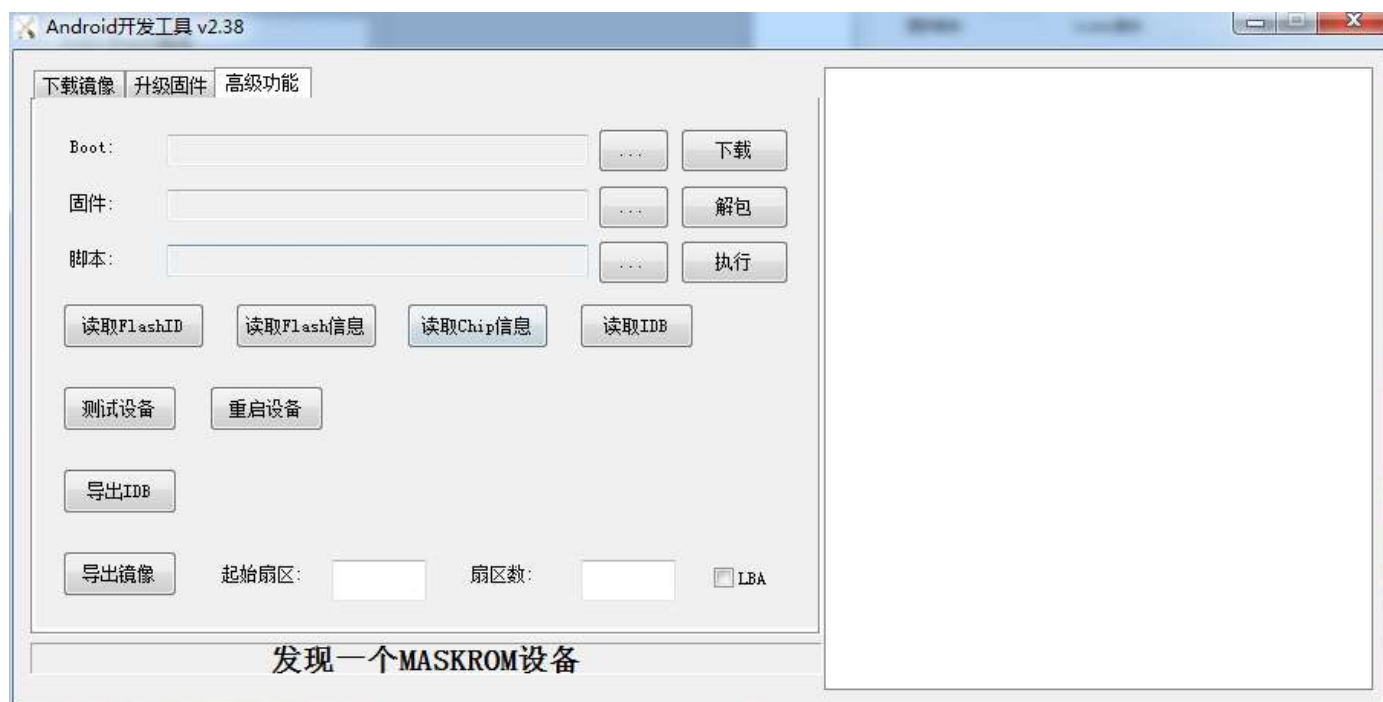 Android开发工具 v2.38
下载镜像 升级固件 高级功能
Boot: ... 下载
固件: ... 解包
脚本: ... 执行
读取FlashID 读取Flash信息 读取Chip信息 读取IDB
测试设备 重启设备
导出IDB
导出镜像 起始扇区: 扇区数: LBA
发现一个MASKROM设备